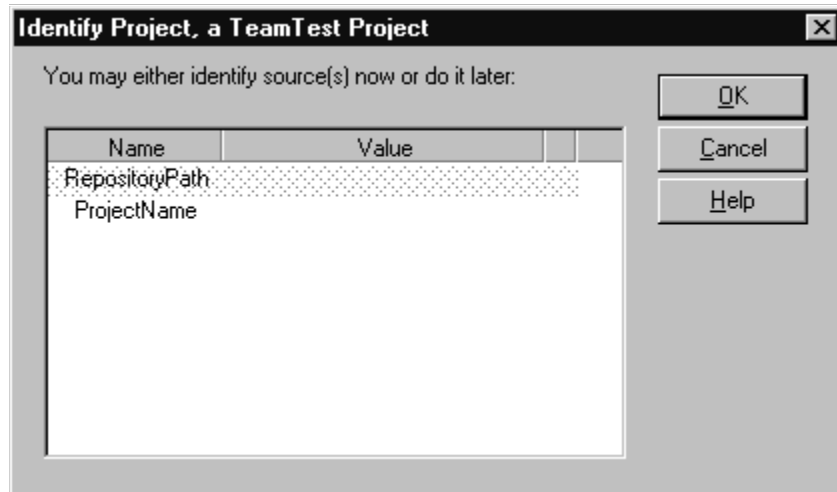 Identify Project, a TeamTest Project
You may either identify source(s) now or do it later:
OK
Name Value
Cancel
RepositoryPath
Help
ProjectName